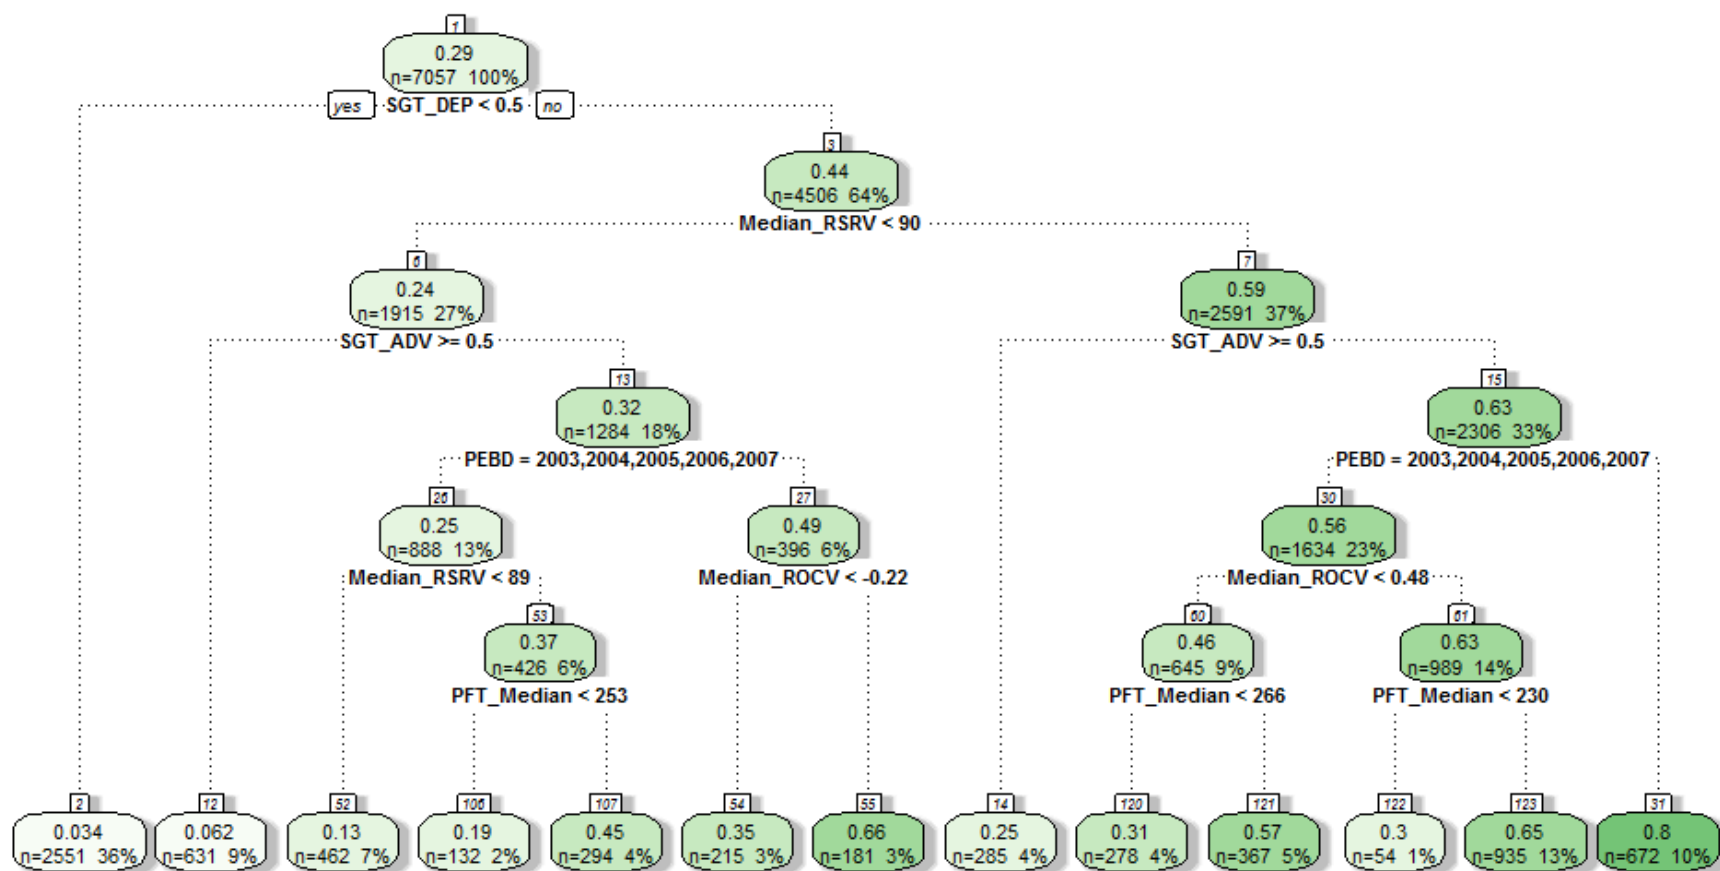 1
0.29
n=7057 100%
yes SGT_DEP < 0.5 no
3
0.44
n=4506 64%
Median_RSRV < 90
6
0.24
n=1915 27%
SGT_ADV >= 0.5
7
0.59
n=2591 37%
SGT_ADV >= 0.5
13
0.32
n=1284 18%
PEBD = 2003,2004,2005,2006,2007
15
0.63
n=2306 33%
PEBD = 2003,2004,2005,2006,2007
26
0.25
n=888 13%
Median_RSRV < 89
27
0.49
n=396 6%
Median_ROCV < -0.22
30
0.56
n=1634 23%
Median_ROCV < 0.48
53
0.37
n=426 6%
PFT_Median < 253
60
0.46
n=645 9%
PFT_Median < 266
61
0.63
n=989 14%
PFT_Median < 230
2
0.034
n=2551 36%
12
0.062
n=631 9%
52
0.13
n=462 7%
106
0.19
n=132 2%
107
0.45
n=294 4%
54
0.35
n=215 3%
55
0.66
n=181 3%
14
0.25
n=285 4%
120
0.31
n=278 4%
121
0.57
n=367 5%
122
0.3
n=54 1%
123
0.65
n=935 13%
31
0.8
n=672 10%